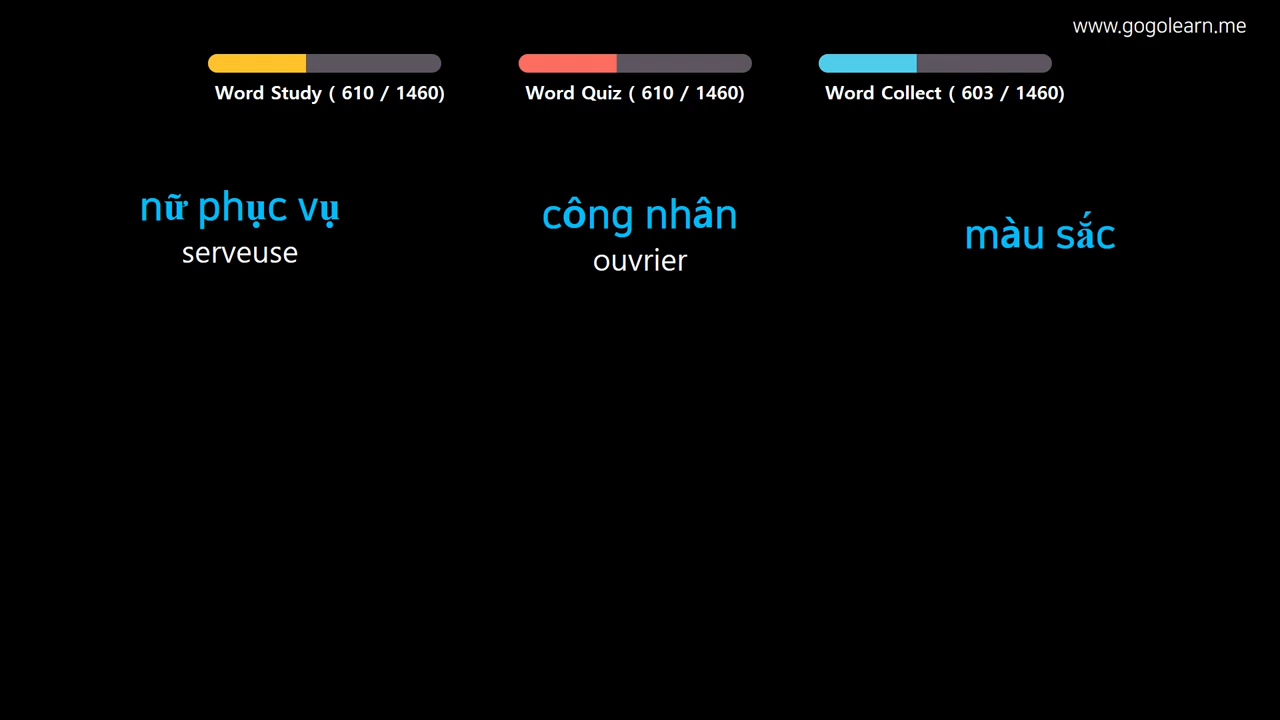 www.gogolearn.me
Word Study ( 610 / 1460)
Word Quiz ( 610 / 1460)
Word Collect ( 603 / 1460)
nữ phục vụ
serveuse
công nhân
ouvrier
màu sắc